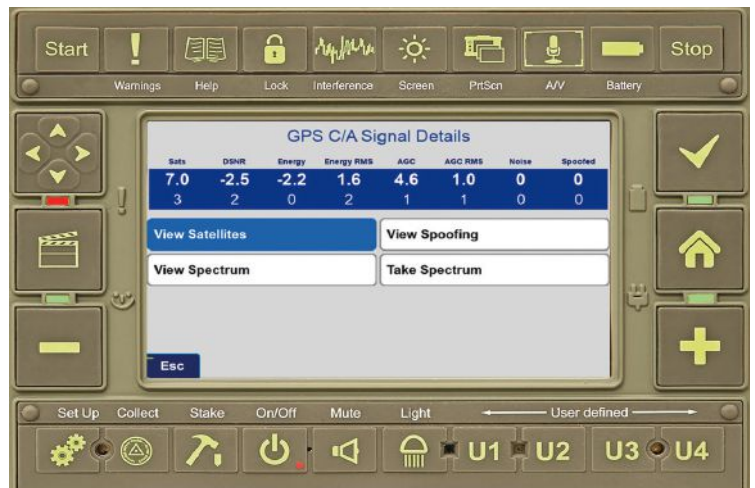 Start
Stop
Warnings Help Lock Interference Screen PrtScn A/V Battery
GPS C/A Signal Details
Sats DSNR Energy Energy RMS AGC AGC RMS Noise Spoofed
7.0 -2.5 -2.2 1.6 4.6 1.0 0 0
3 2 0 2 1 1 0 0
View Satellites View Spoofing
View Spectrum Take Spectrum
Esc
Set Up Collect Stake On/Off Mute Light User defined
U1 U2 U3 U4